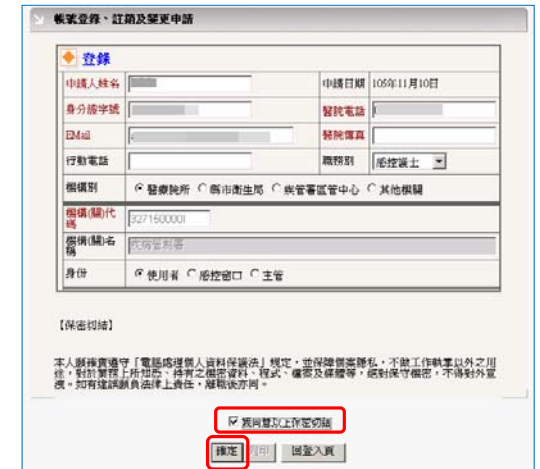 帳號登錄、註銷及變更申請
登錄
申請人姓名 申請日期 105年11月10日
身分證字號 醫院電話
EMail 醫院傳真
行動電話 職務別 感控護士
機構別 醫療院所 縣市衛生局 疾管署區管中心 其他機關
機構(關)代碼 327160000I
機構(關)名稱 疾病管制署
身份 使用者 感控窗口 主管
【保密切結】
本人願確實遵守「電腦處理個人資料保護法」規定,並保障個案隱私,不做工作執掌以外之用
途,對於業務上所知悉、持有之機密資料、程式、檔案及媒體等,絕對保守機密,不得對外宣
洩。如有違誤願負法律上責任,離職後亦同。
我同意以上保密切結
確定 列印 回登入頁